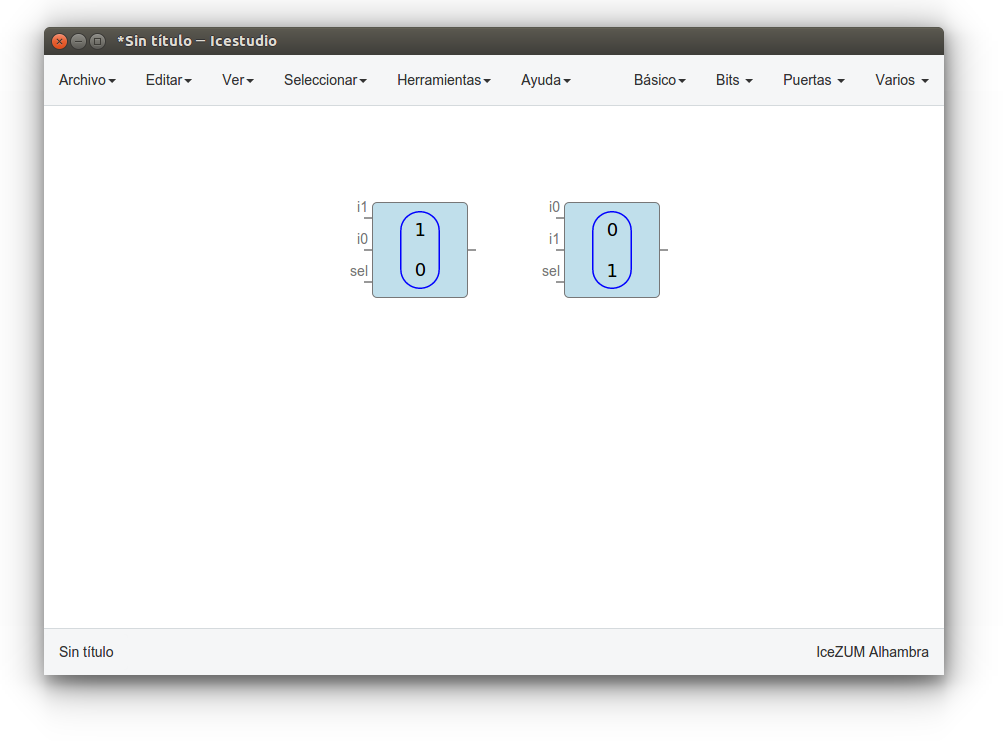 *Sin título — Icestudio
Archivo Editar Ver Seleccionar Herramientas Ayuda Básico Bits Puertas Varios
i1
i0
sel
1
0
i0
i1
sel
0
1
Sin título IceZUM Alhambra